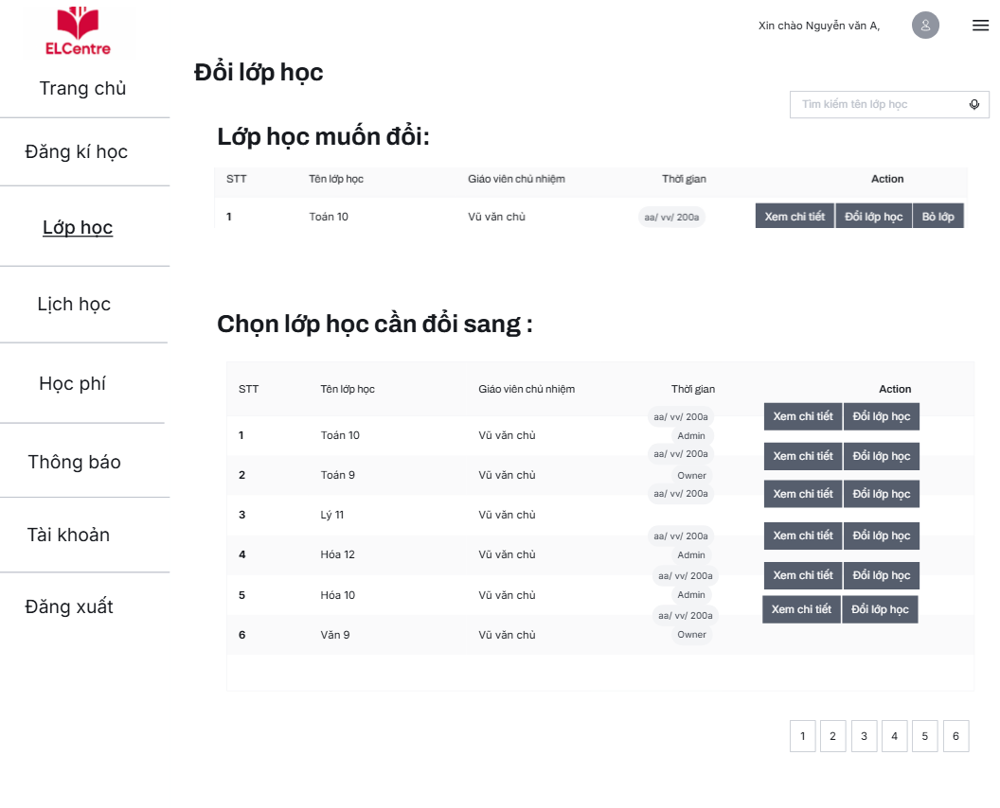 ELCentre
Xin chào Nguyễn văn A,
Trang chủ
Đăng kí học
Lớp học
Lịch học
Học phí
Thông báo
Tài khoản
Đăng xuất
Đổi lớp học
Tìm kiếm tên lớp học
Lớp học muốn đổi:
STT Tên lớp học Giáo viên chủ nhiệm Thời gian Action
1 Toán 10 Vũ văn chủ aa/ vv/ 200a Xem chi tiết Đổi lớp học Bỏ lớp
Chọn lớp học cần đổi sang :
STT Tên lớp học Giáo viên chủ nhiệm Thời gian Action
aa/ vv/ 200a Xem chi tiết Đổi lớp học
1 Toán 10 Vũ văn chủ Admin
aa/ vv/ 200a Xem chi tiết Đổi lớp học
2 Toán 9 Vũ văn chủ Owner
aa/ vv/ 200a Xem chi tiết Đổi lớp học
3 Lý 11 Vũ văn chủ
aa/ vv/ 200a Xem chi tiết Đổi lớp học
4 Hóa 12 Vũ văn chủ Admin
aa/ vv/ 200a Xem chi tiết Đổi lớp học
5 Hóa 10 Vũ văn chủ Admin
aa/ vv/ 200a Xem chi tiết Đổi lớp học
6 Văn 9 Vũ văn chủ Owner
1 2 3 4 5 6